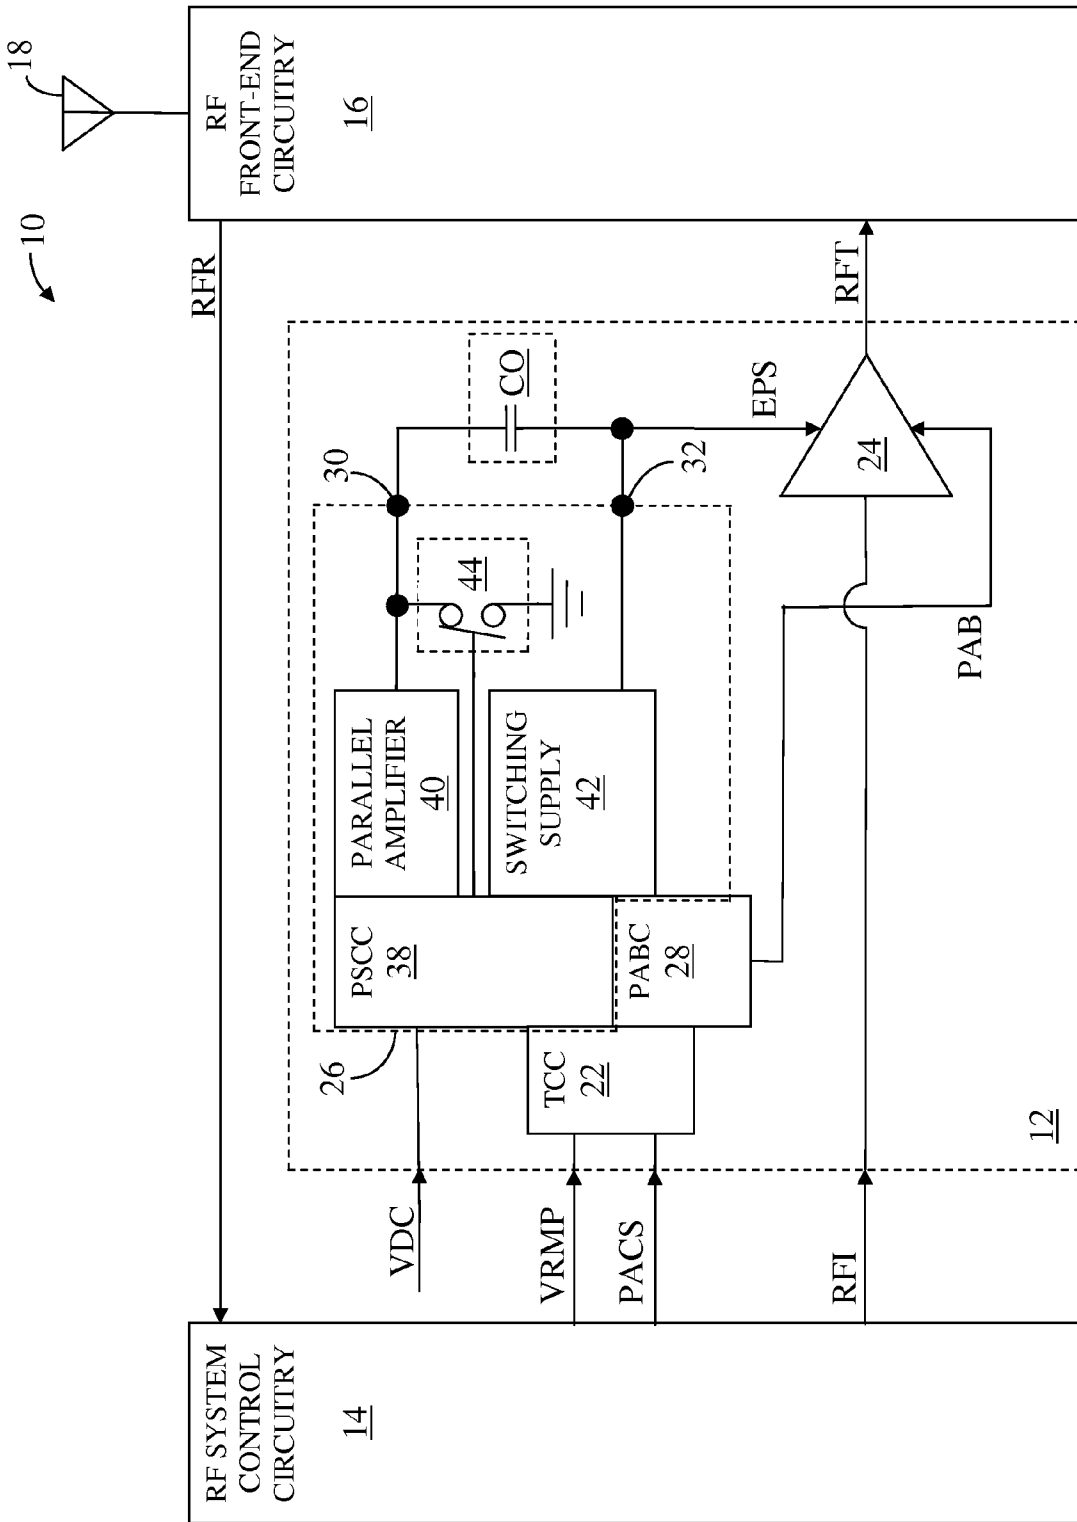 10
18
RF SYSTEM
CONTROL
CIRCUITRY
14
RFR
RF
FRONT-END
CIRCUITRY
16
VDC
26
PSCC
38
PARALLEL
AMPLIFIER
40
44
30
CO
VRMP
PACS
TCC
22
PABC
28
SWITCHING
SUPPLY
42
32
EPS
RFI
24
RFT
PAB
12